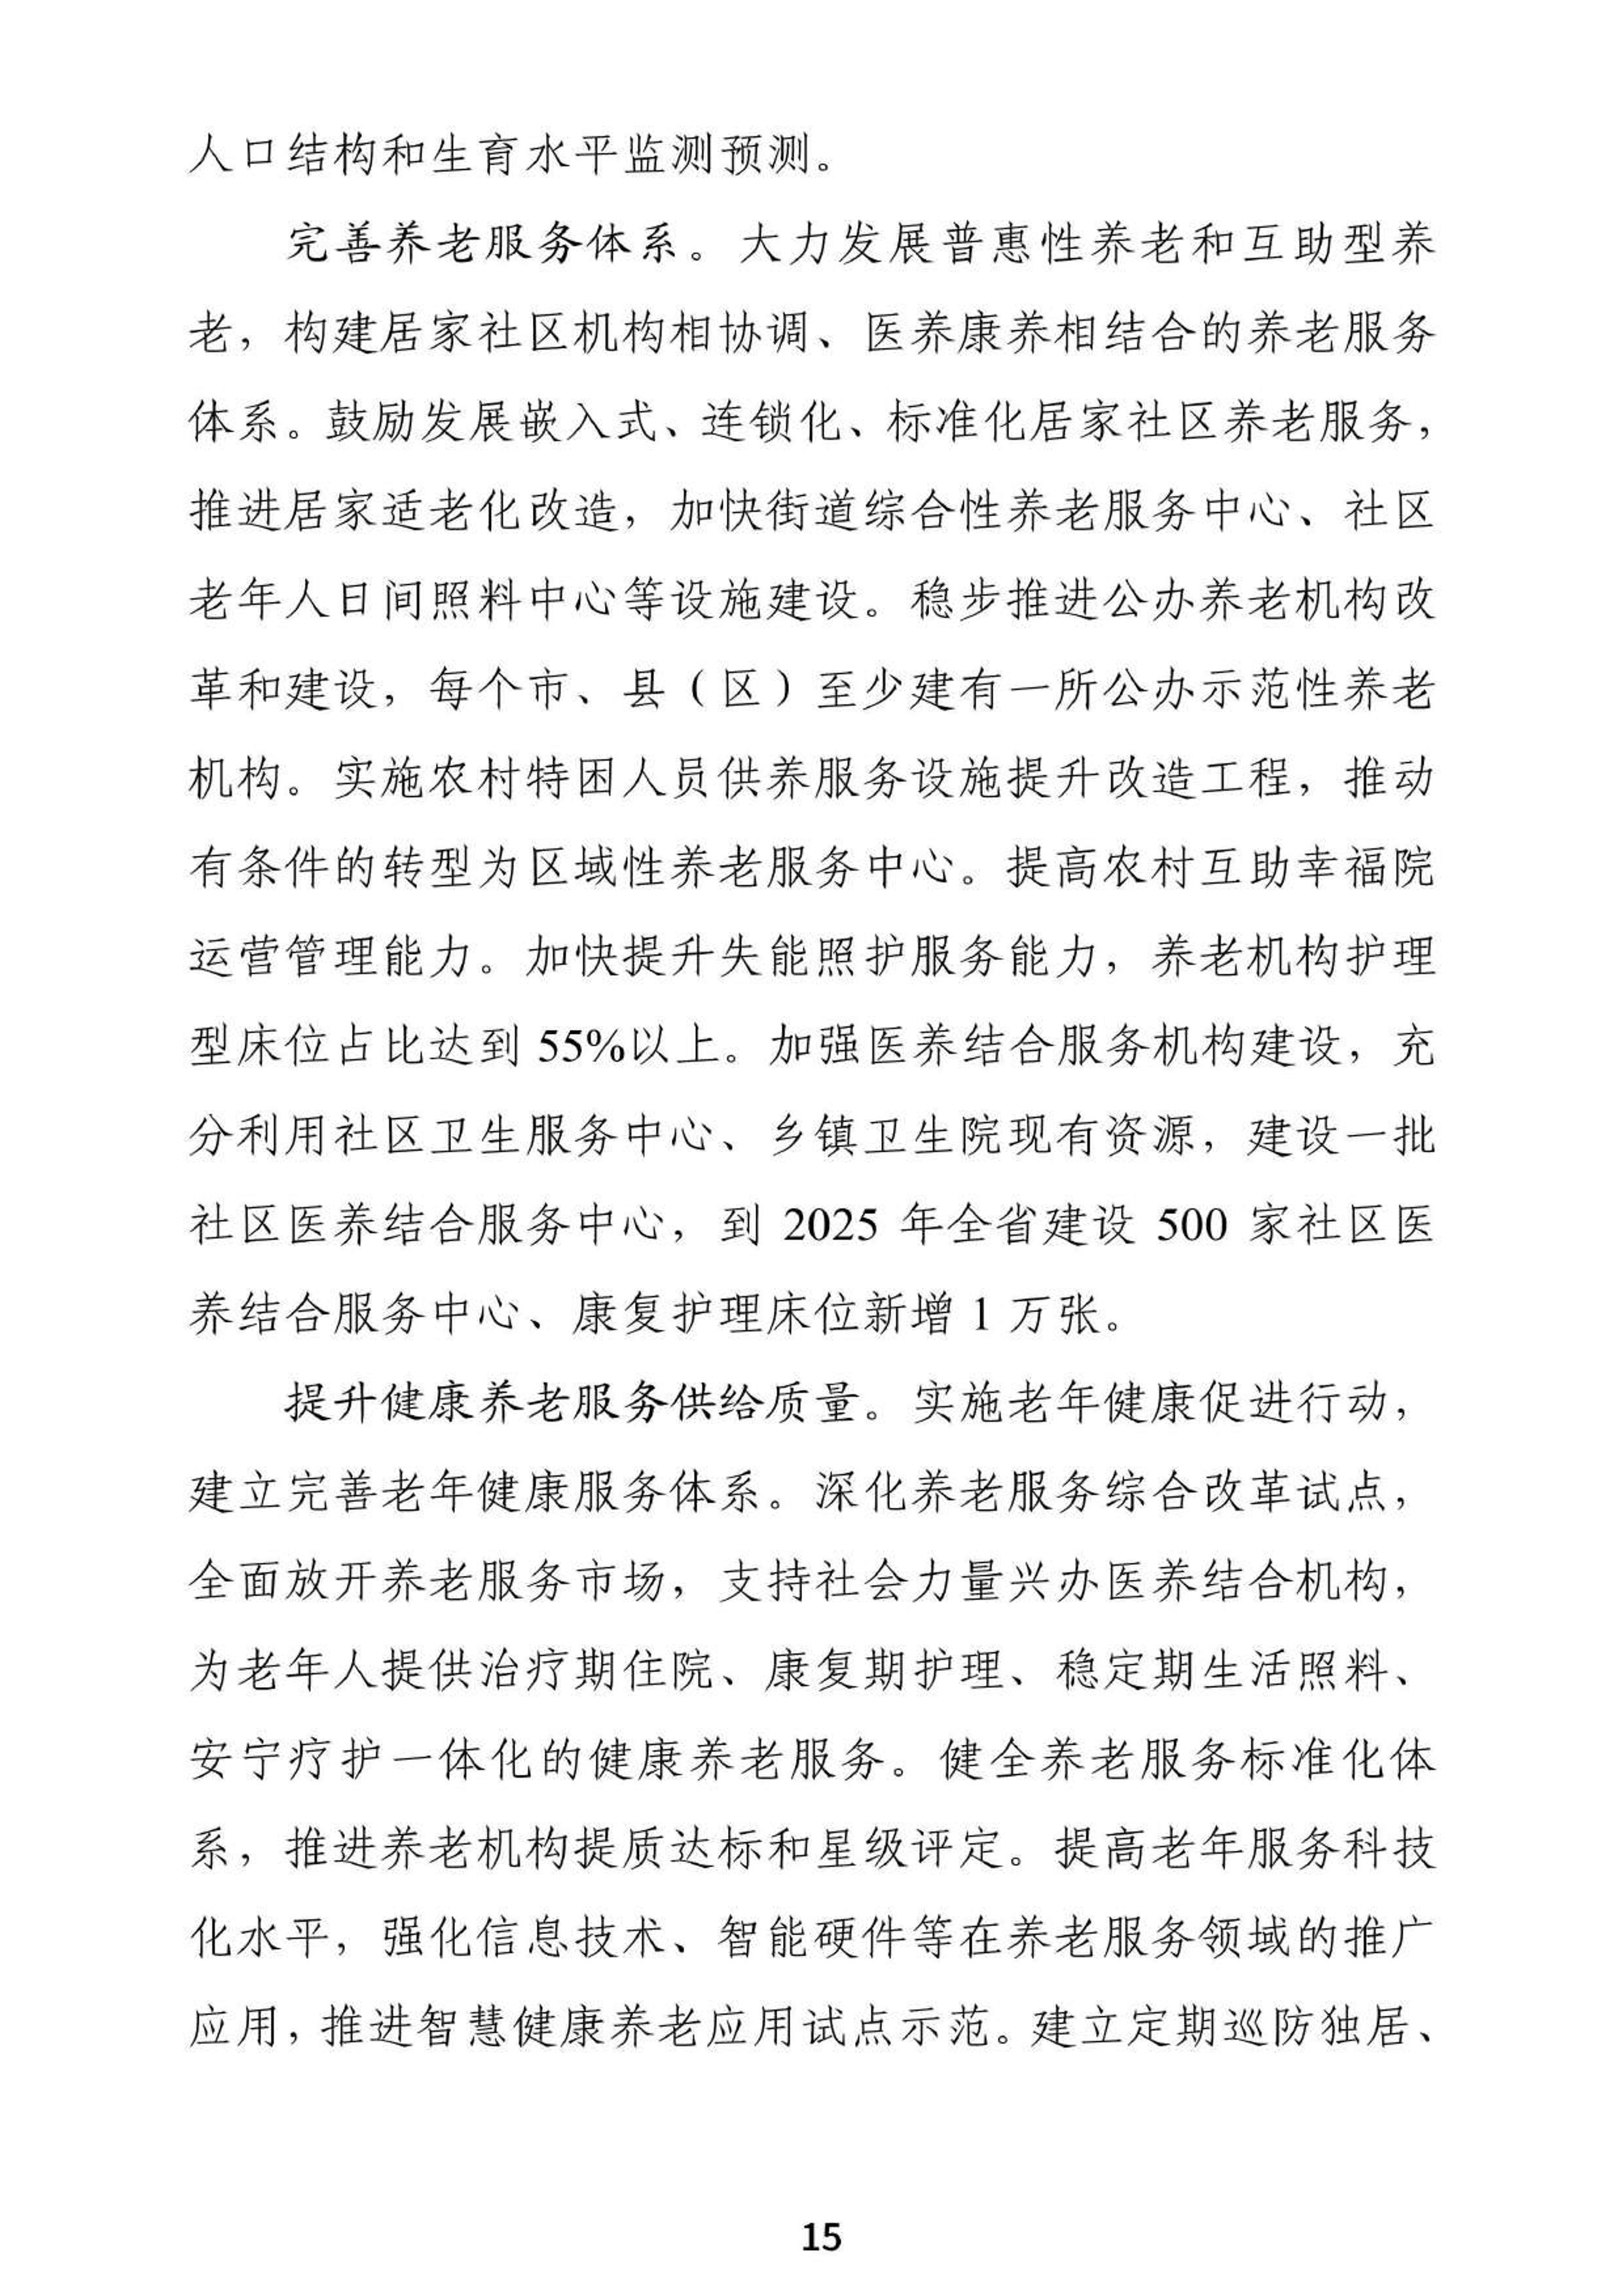 人口结构和生育水平监测预测。
完善养老服务体系。大力发展普惠性养老和互助型养
老，构建居家社区机构相协调、医养康养相结合的养老服务
体系。鼓励发展嵌入式、连锁化、标准化居家社区养老服务，
推进居家适老化改造，加快街道综合性养老服务中心、社区
老年人日间照料中心等设施建设。稳步推进公办养老机构改
革和建设，每个市、县（区）至少建有一所公办示范性养老
机构。实施农村特困人员供养服务设施提升改造工程，推动
有条件的转型为区域性养老服务中心。提高农村互助幸福院
运营管理能力。加快提升失能照护服务能力，养老机构护理
型床位占比达到 55%以上。加强医养结合服务机构建设，充
分利用社区卫生服务中心、乡镇卫生院现有资源，建设一批
社区医养结合服务中心，到 2025 年全省建设 500 家社区医
养结合服务中心、康复护理床位新增 1 万张。
提升健康养老服务供给质量。实施老年健康促进行动，
建立完善老年健康服务体系。深化养老服务综合改革试点，
全面放开养老服务市场，支持社会力量兴办医养结合机构，
为老年人提供治疗期住院、康复期护理、稳定期生活照料、
安宁疗护一体化的健康养老服务。健全养老服务标准化体
系，推进养老机构提质达标和星级评定。提高老年服务科技
化水平，强化信息技术、智能硬件等在养老服务领域的推广
应用，推进智慧健康养老应用试点示范。建立定期巡防独居、
15